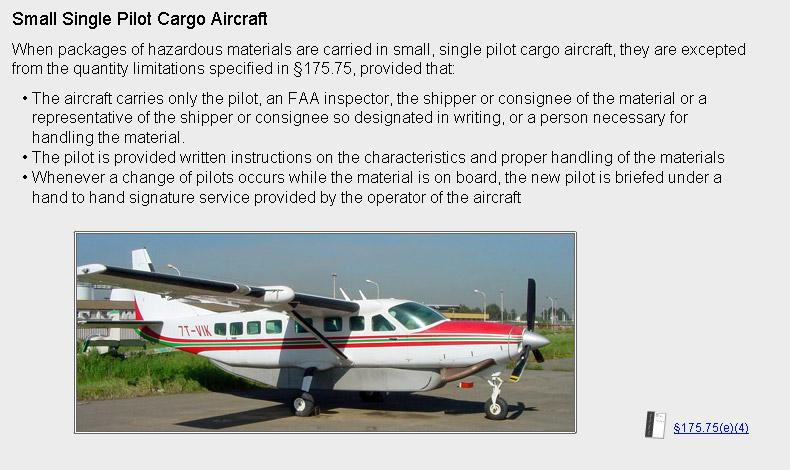 Small Single Pilot Cargo Aircraft
When packages of hazardous materials are carried in small, single pilot cargo aircraft, they are excepted
from the quantity limitations specified in §175.75, provided that:
• The aircraft carries only the pilot, an FAA inspector, the shipper or consignee of the material or a
representative of the shipper or consignee so designated in writing, or a person necessary for
handling the material.
• The pilot is provided written instructions on the characteristics and proper handling of the materials
• Whenever a change of pilots occurs while the material is on board, the new pilot is briefed under a
hand to hand signature service provided by the operator of the aircraft
7T-VIK
§175.75(e)(4)